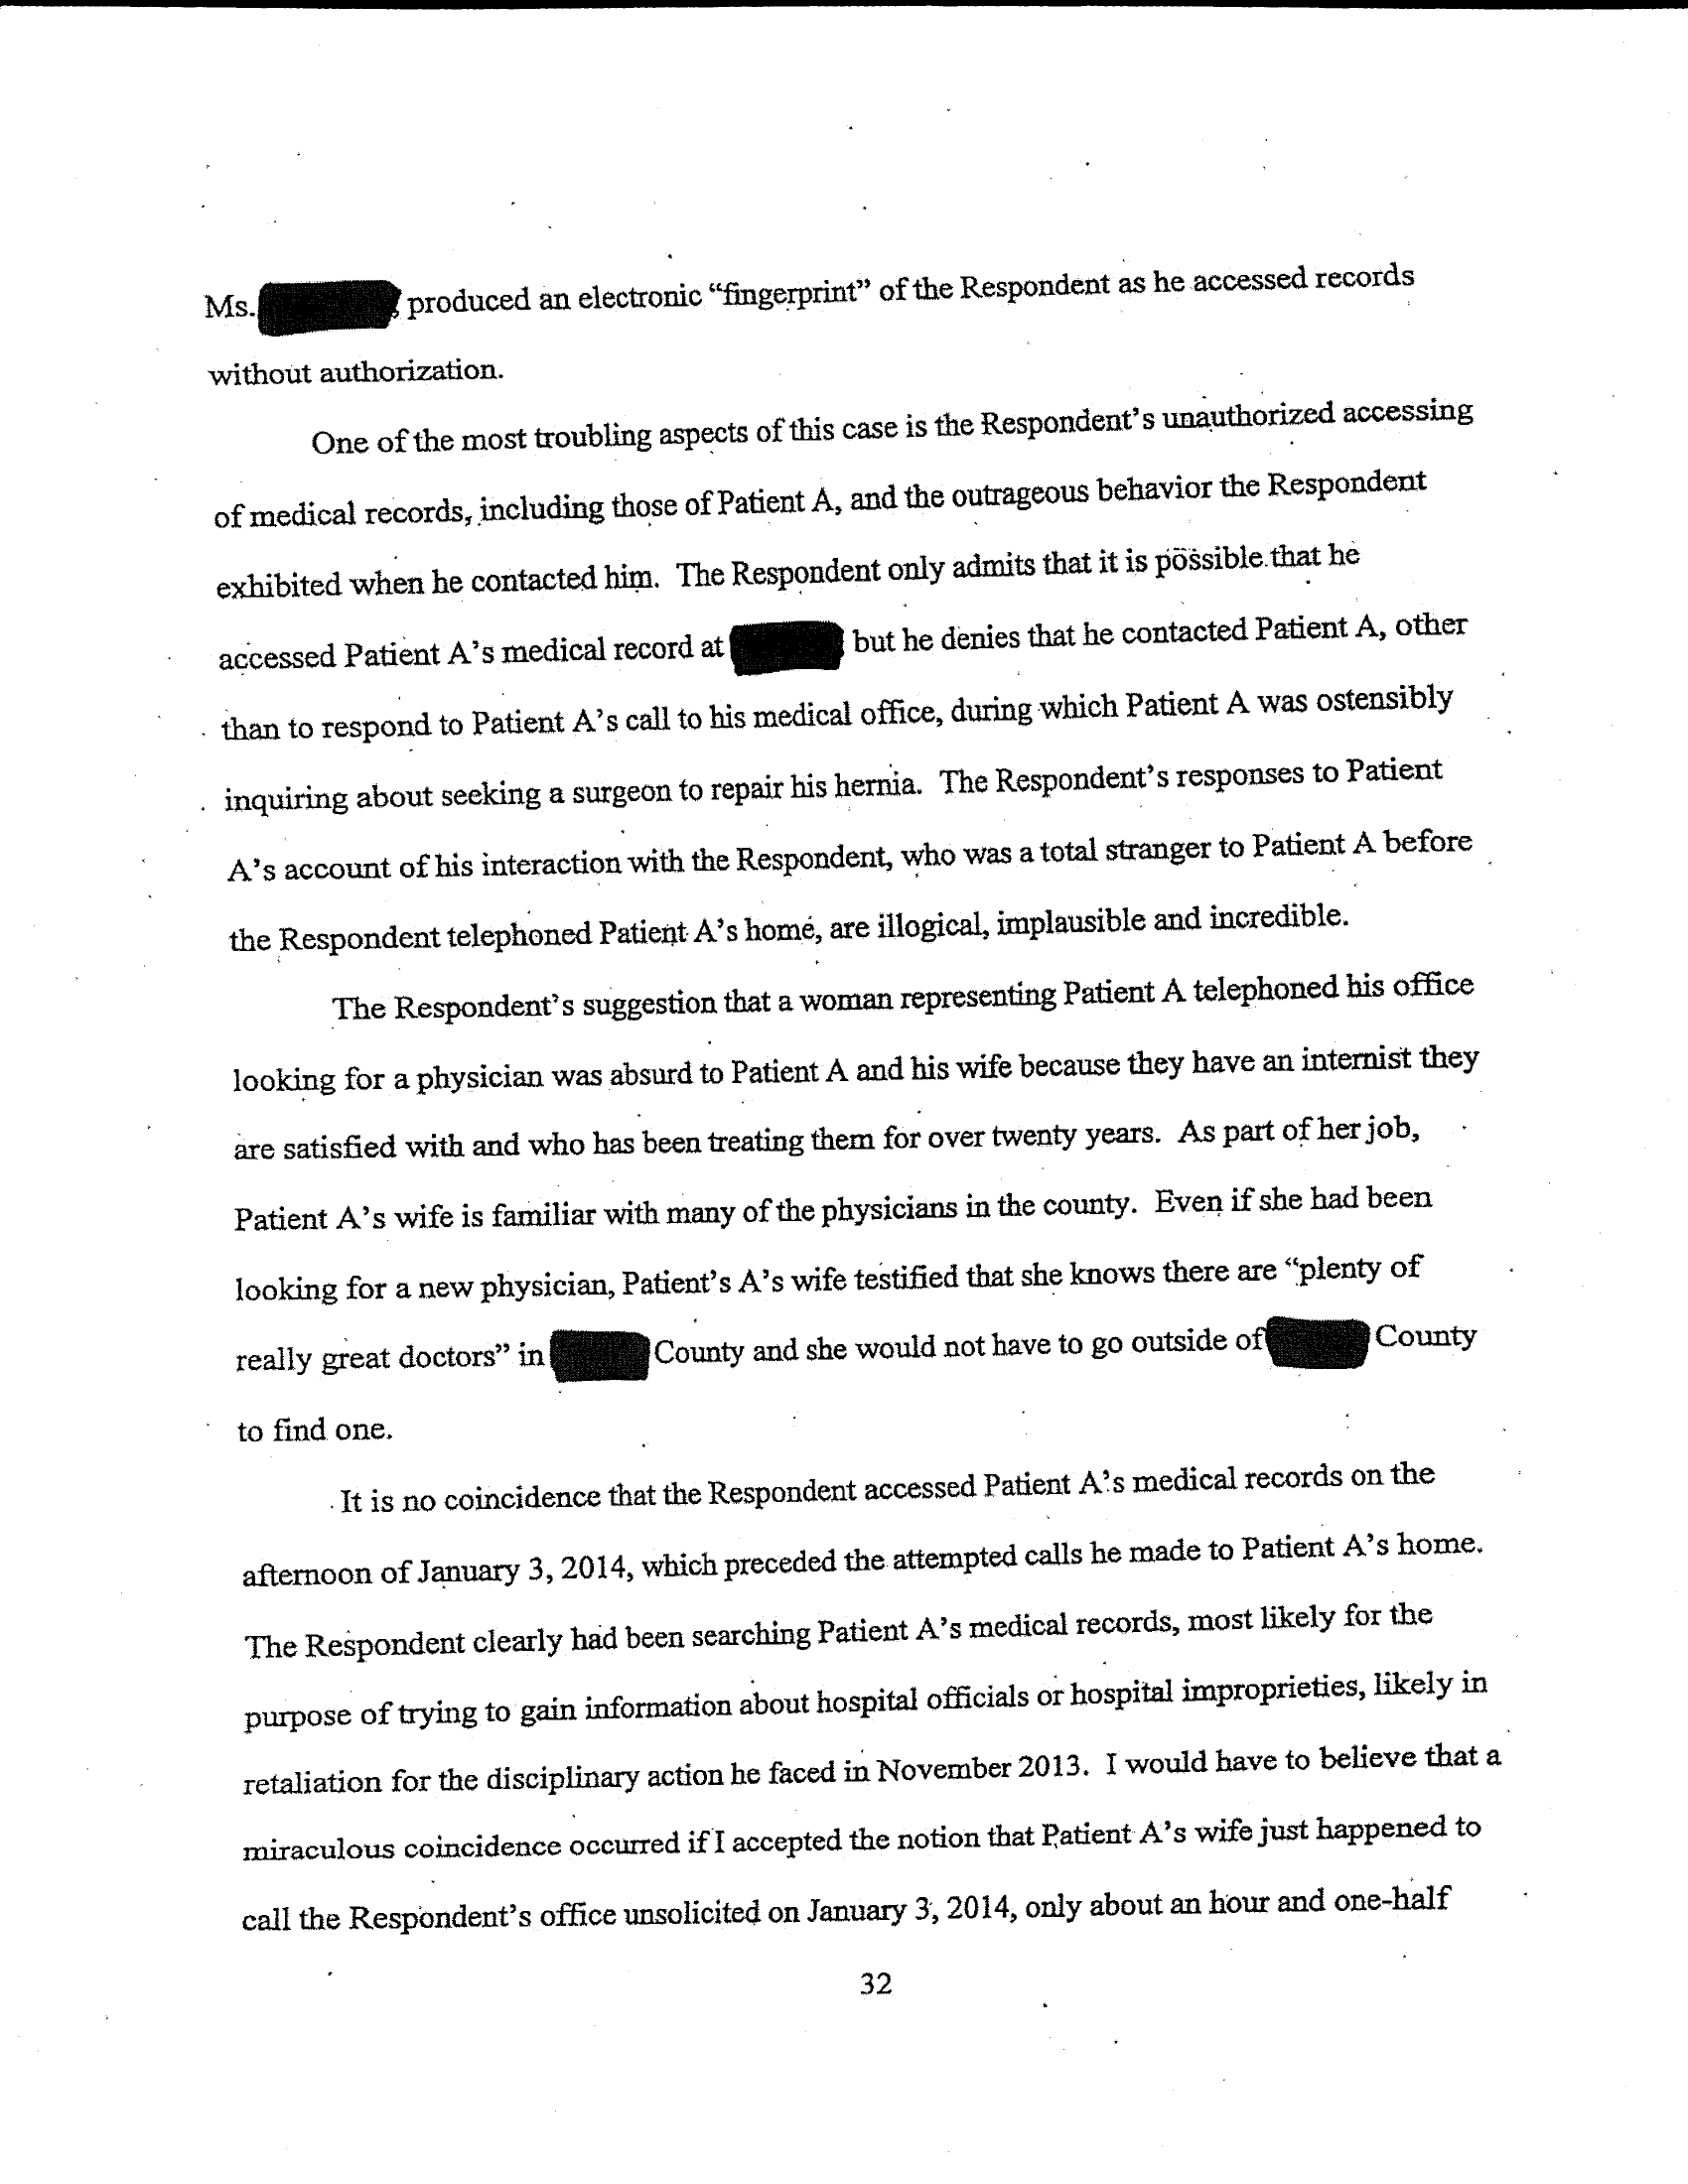 Ms. produced an electronic “fingerprint” of the Respondent as he accessed records
without authorization.
One of the most troubling aspects of this case is the Respondent’s unauthorized accessing
of medical records, including those of Patient A, and the outrageous behavior the Respondent
exhibited when he contacted him. The Respondent only admits that it is possible that he
accessed Patient A’s medical record at but he denies that he contacted Patient A, other
than to respond to Patient A’s call to his medical office, during which Patient A was ostensibly
inquiring about seeking a surgeon to repair his hernia. The Respondent’s responses to Patient
A’s account of his interaction with the Respondent, who was a total stranger to Patient A before
the Respondent telephoned Patient A’s home, are illogical, implausible and incredible.
The Respondent’s suggestion that a woman representing Patient A telephoned his office
looking for a physician was absurd to Patient A and his wife because they have an internist they
are satisfied with and who has been treating them for over twenty years. As part of her job,
Patient A’s wife is familiar with many of the physicians in the county. Even if she had been
looking for a new physician, Patient’s A’s wife testified that she knows there are “plenty of
really great doctors” in County and she would not have to go outside of County
to find one.
It is no coincidence that the Respondent accessed Patient A’s medical records on the
afternoon of January 3, 2014, which preceded the attempted calls he made to Patient A’s home.
The Respondent clearly had been searching Patient A’s medical records, most likely for the
purpose of trying to gain information about hospital officials or hospital improprieties, likely in
retaliation for the disciplinary action he faced in November 2013. I would have to believe that a
miraculous coincidence occurred if I accepted the notion that Patient A’s wife just happened to
call the Respondent’s office unsolicited on January 3, 2014, only about an hour and one-half
32